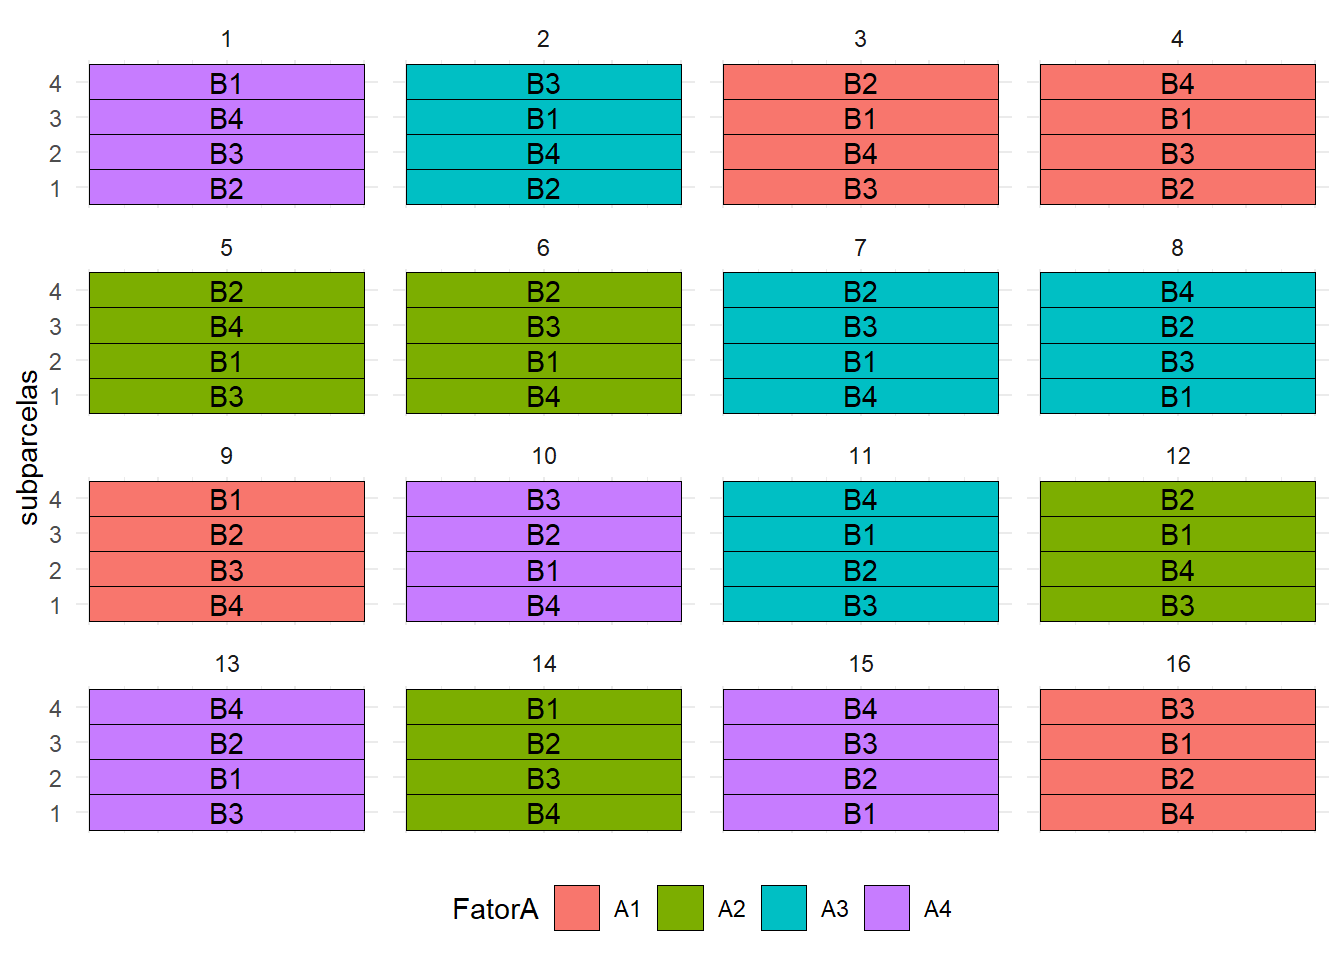 1 2 3 4
4 B1 B3 B2 B4
3 B4 B1 B1 B1
2 B3 B4 B4 B3
1 B2 B2 B3 B2
5 6 7 8
4 B2 B2 B2 B4
3 B4 B3 B3 B2
2 B1 B1 B1 B3
1 B3 B4 B4 B1
subparcelas
9 10 11 12
4 B1 B3 B4 B2
3 B2 B2 B1 B1
2 B3 B1 B2 B4
1 B4 B4 B3 B3
13 14 15 16
4 B4 B1 B4 B3
3 B2 B2 B3 B1
2 B1 B3 B2 B2
1 B3 B4 B1 B4
FatorA A1 A2 A3 A4